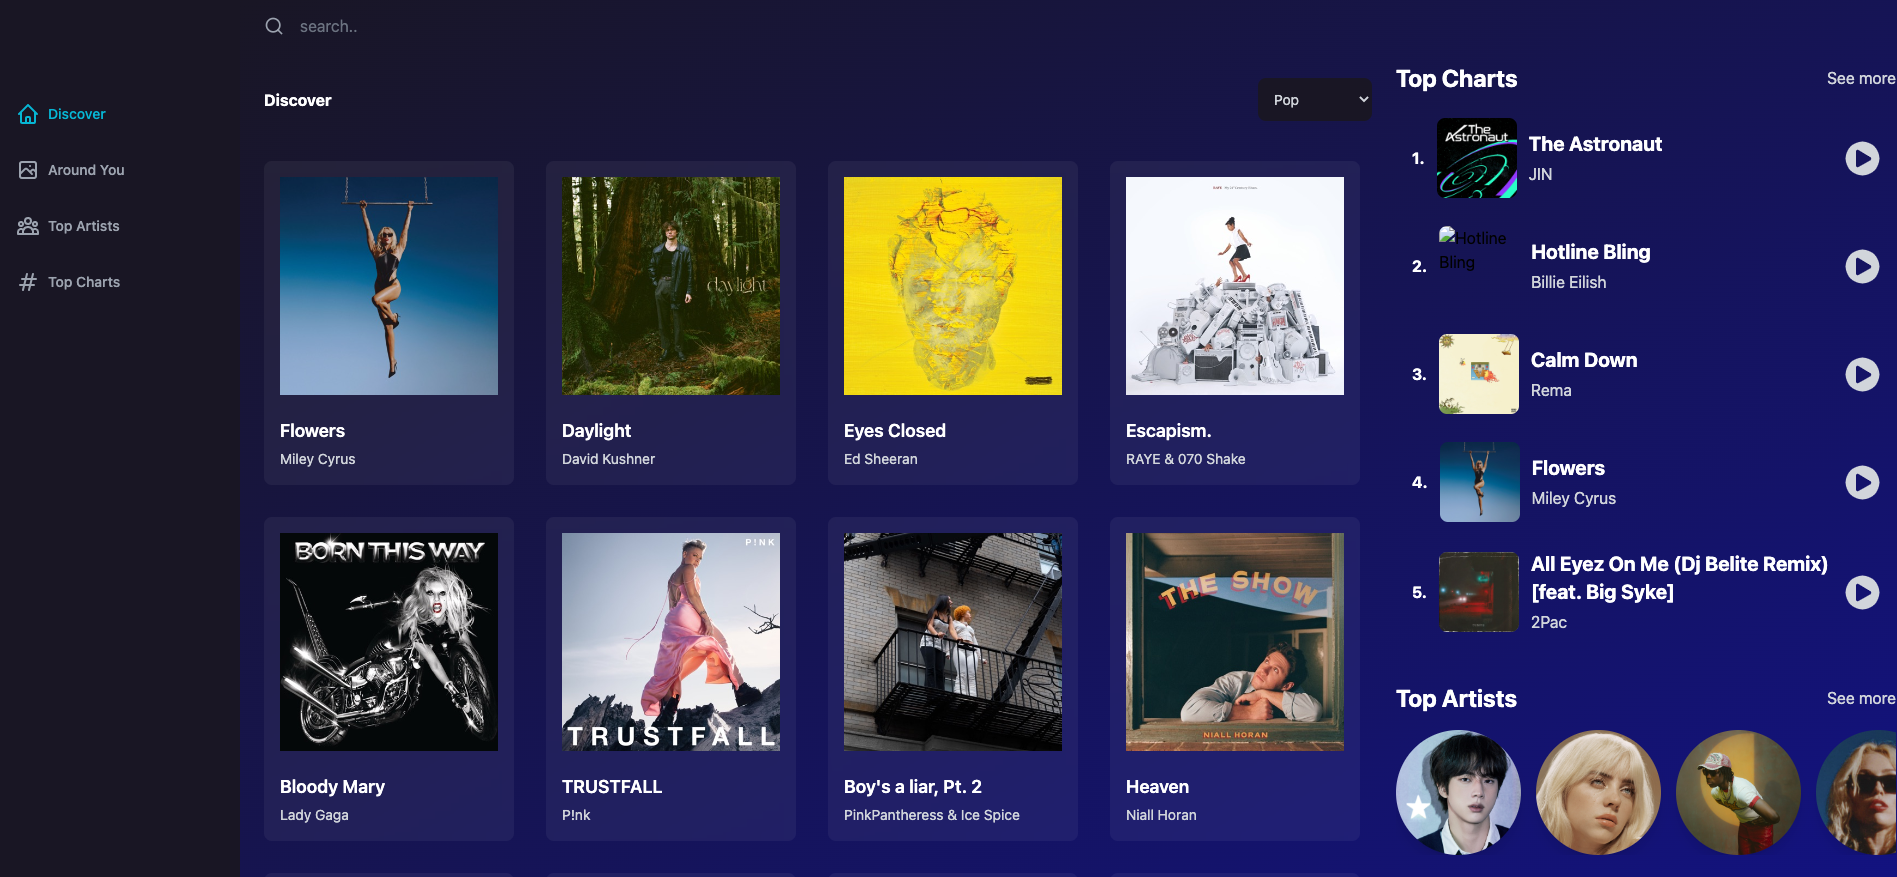 search..
Discover
Around You
Top Artists
Top Charts
Discover
Pop
Flowers
Miley Cyrus
daylight
Daylight
David Kushner
Eyes Closed
Ed Sheeran
Escapism.
RAYE & 070 Shake
BORN THIS WAY
Bloody Mary
Lady Gaga
P!NK
TRUSTFALL
TRUSTFALL
P!nk
Boy's a liar, Pt. 2
PinkPantheress & Ice Spice
THE SHOW
NIALL HORAN
Heaven
Niall Horan
Top Charts
See more
1.
The Astronaut
The Astronaut
JIN
2.
Hotline
Bling
Hotline Bling
Billie Eilish
3.
Calm Down
Rema
4.
Flowers
Miley Cyrus
5.
All Eyez On Me (Dj Belite Remix)
[feat. Big Syke]
2Pac
Top Artists
See more